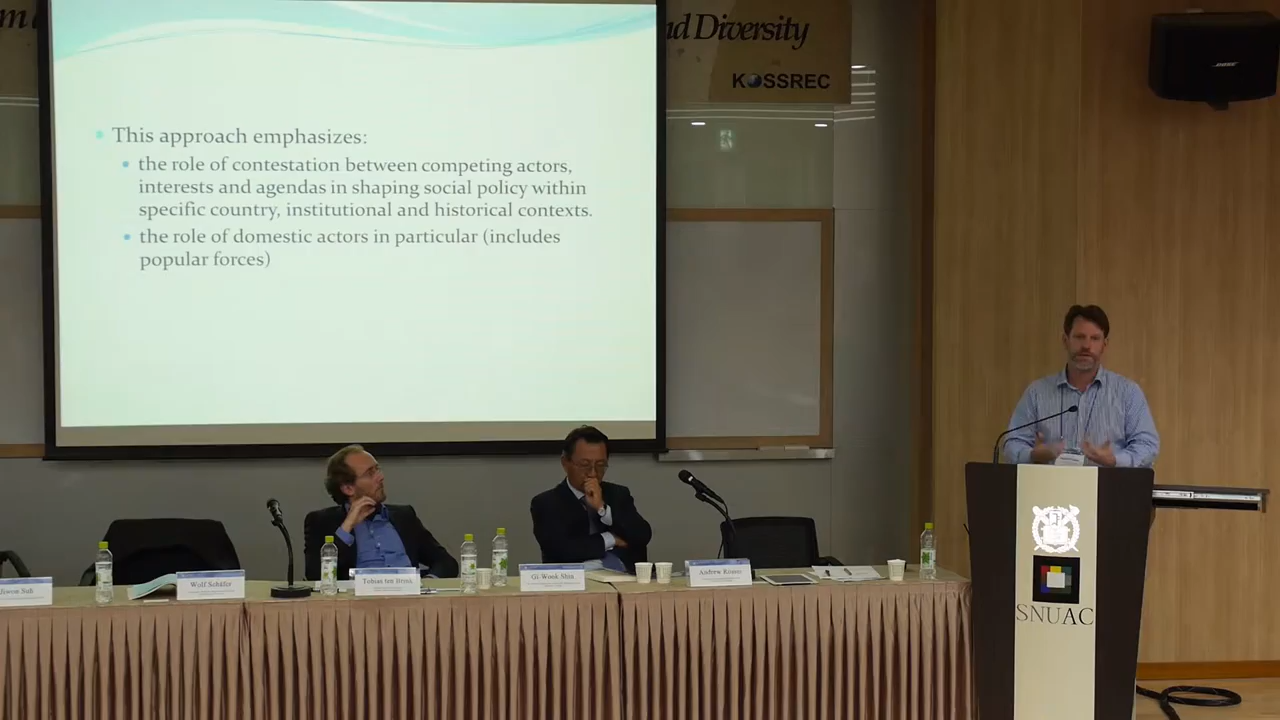 nd Diversity
KOSSREC
BOSE
This approach emphasizes:
the role of contestation between competing actors,
interests and agendas in shaping social policy within
specific country, institutional and historical contexts.
the role of domestic actors in particular (includes
popular forces)
Wolf Schäfer
Tobias ten Brink
Gi-Wook Shin
Andrew Rosser
SNUAC